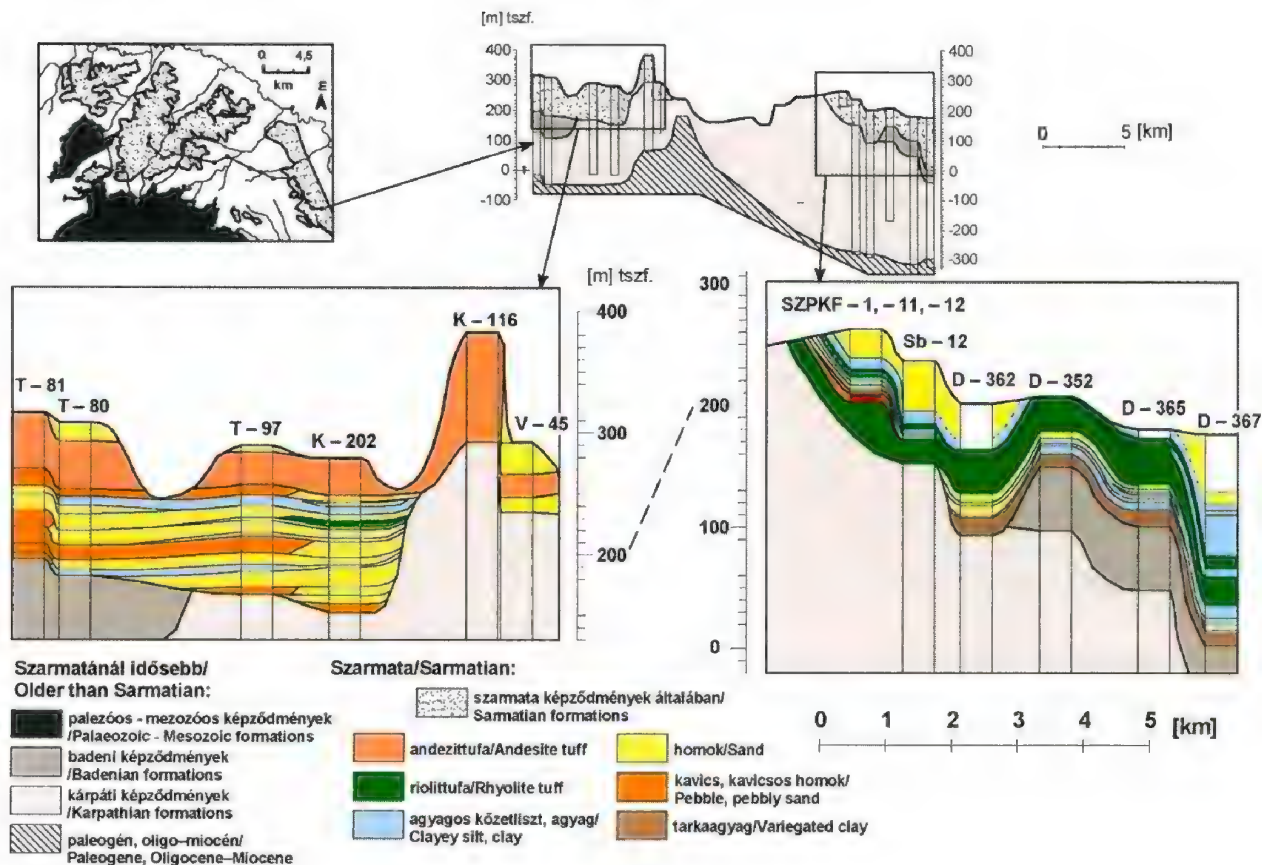 [m] tszf.
0 4,5
km
É
400
300
200
100
0
-100
400
300
200
100
0
-100
-200
-300
0 5 [km]
[m] tszf.
400
300
200
T – 81
T – 80
T – 97
K – 202
K – 116
V – 45
300
200
100
0
SZPKF – 1, –11, –12
Sb – 12
D – 362
D – 352
D – 365
D – 367
0 1 2 3 4 5 [km]
Szarmatánál idősebb/
Older than Sarmatian:
palezóos - mezozóos képződmények
/Palaeozoic - Mesozoic formations
badeni képződmények
/Badenian formations
kárpáti képződmények
/Karpathian formations
paleogén, oligo–miocén/
Paleogene, Oligocene–Miocene
Szarmata/Sarmatian:
szarmata képződmények általában/
Sarmatian formations
andezittufa/Andesite tuff
riolittufa/Rhyolite tuff
agyagos kőzetliszt, agyag/
Clayey silt, clay
homok/Sand
kavics, kavicsos homok/
Pebble, pebbly sand
tarkaagyag/Variegated clay